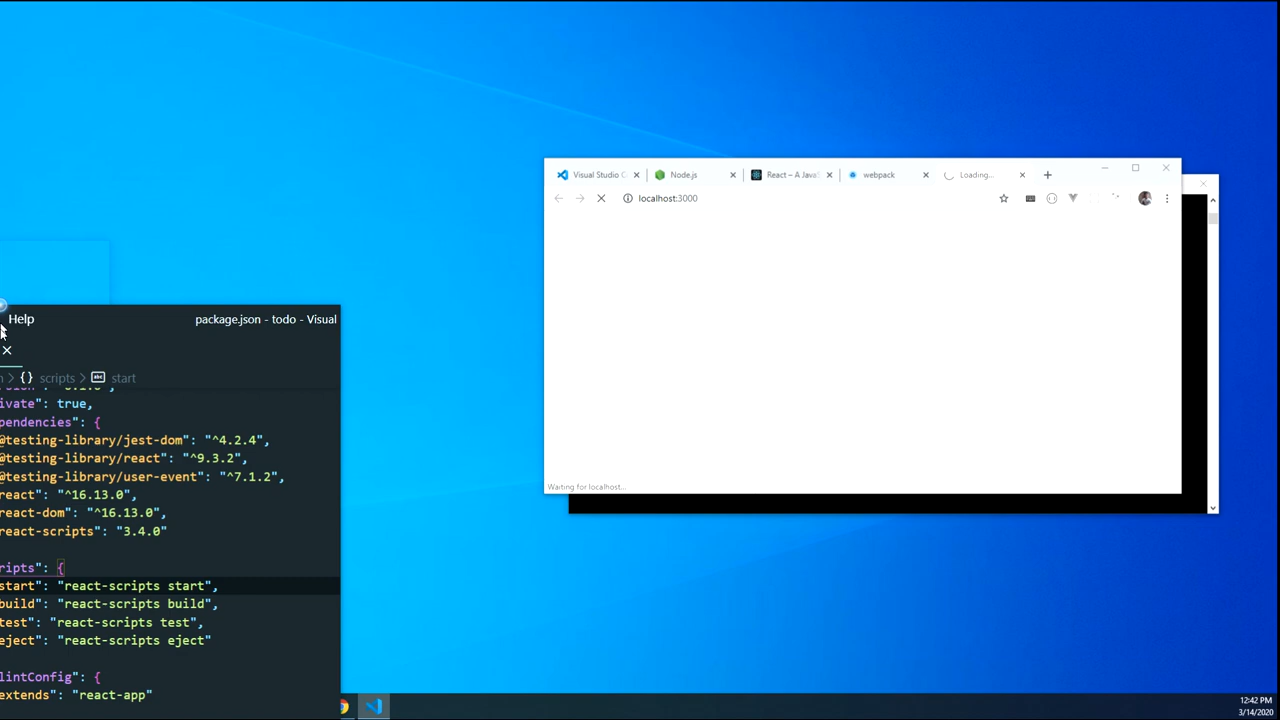 Visual Studio C
Node.js
React – A JavaS
webpack
Loading...
localhost:3000
Waiting for localhost...
Help
package.json - todo - Visual
{} scripts > abc start
ivate": true,
pendencies": {
@testing-library/jest-dom": "^4.2.4",
@testing-library/react": "^9.3.2",
@testing-library/user-event": "^7.1.2",
react": "^16.13.0",
react-dom": "^16.13.0",
react-scripts": "3.4.0"
ripts": {
start": "react-scripts start",
build": "react-scripts build",
test": "react-scripts test",
eject": "react-scripts eject"
lintConfig": {
extends": "react-app"
12:42 PM
3/14/2020